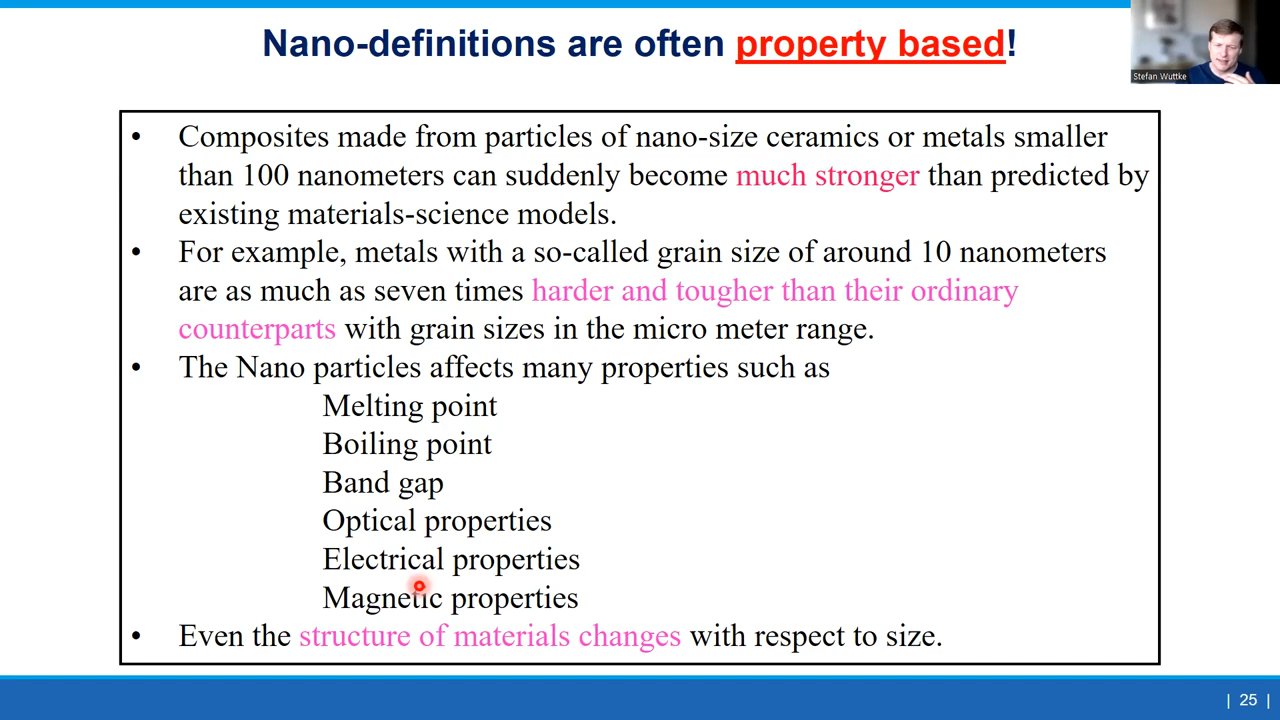 Nano-definitions are often property based!
Stefan Wuttke
• Composites made from particles of nano-size ceramics or metals smaller
than 100 nanometers can suddenly become much stronger than predicted by
existing materials-science models.
• For example, metals with a so-called grain size of around 10 nanometers
are as much as seven times harder and tougher than their ordinary
counterparts with grain sizes in the micro meter range.
• The Nano particles affects many properties such as
Melting point
Boiling point
Band gap
Optical properties
Electrical properties
Magnetic properties
• Even the structure of materials changes with respect to size.
| 25 |